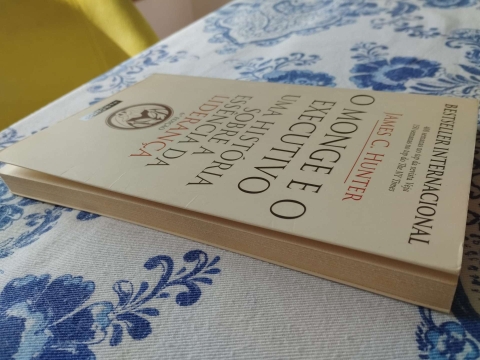 BESTSELLER INTERNACIONAL
JAMES C. HUNTER
O MONGE E O
EXECUTIVO
UMA HISTÓRIA
SOBRE A
ESSÊNCIA DA
LIDERANÇA